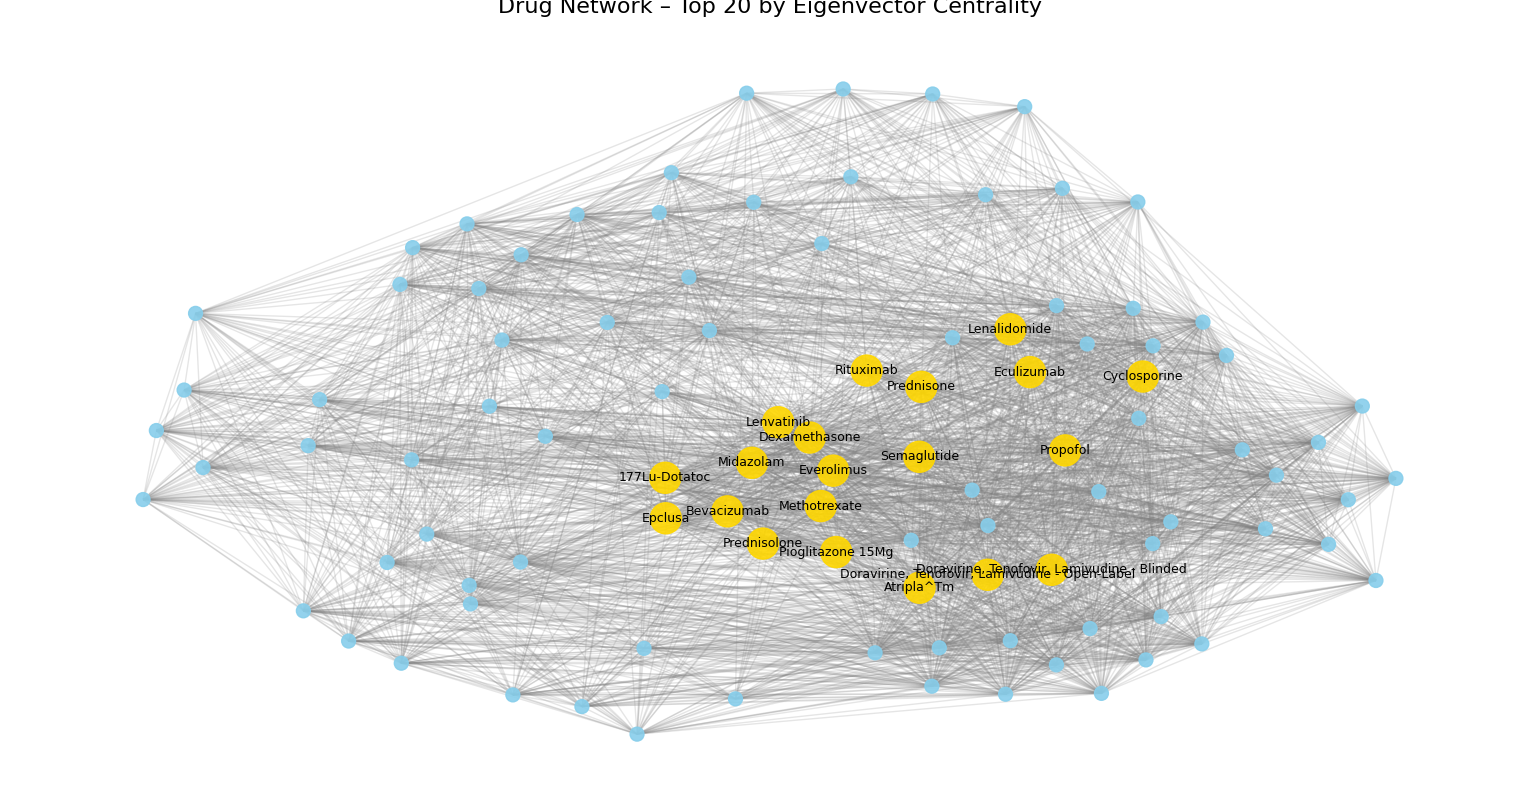 Drug Network – Top 20 by Eigenvector Centrality
Lenalidomide
Rituximab
Eculizumab
Cyclosporine
Prednisone
Lenvatinib
Dexamethasone
Propofol
Semaglutide
Midazolam
Everolimus
177Lu-Dotatoc
Methotrexate
Bevacizumab
Epclusa
Prednisolone
Pioglitazone 15Mg
Doravirine, Tenofovir, Lamivudine - Blinded
Doravirine, Tenofovir, Lamivudine - Open-Label
Atripla^Tm